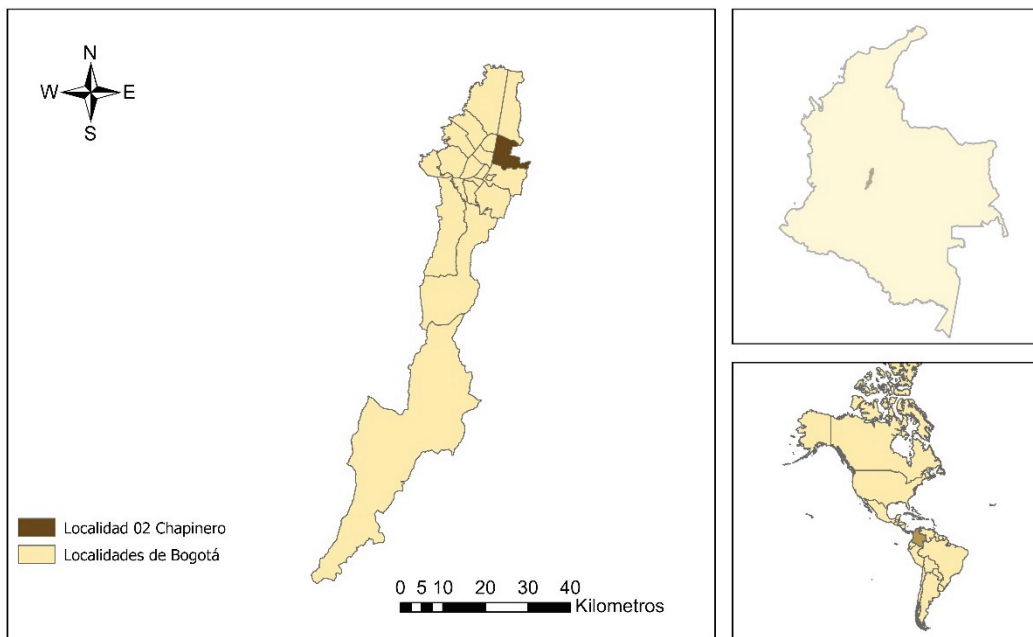 N
W E
S
Localidad 02 Chapinero
Localidades de Bogotá
0 5 10 20 30 40
Kilometros